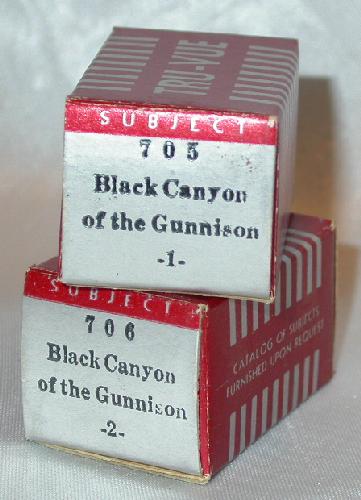 TRU-VUE
SUBJECT
705
Black Canyon
of the Gunnison
-1-
SUBJECT
706
Black Canyon
of the Gunnison
-2-
CATALOG OF SUBJECTS
FURNISHED UPON REQUEST